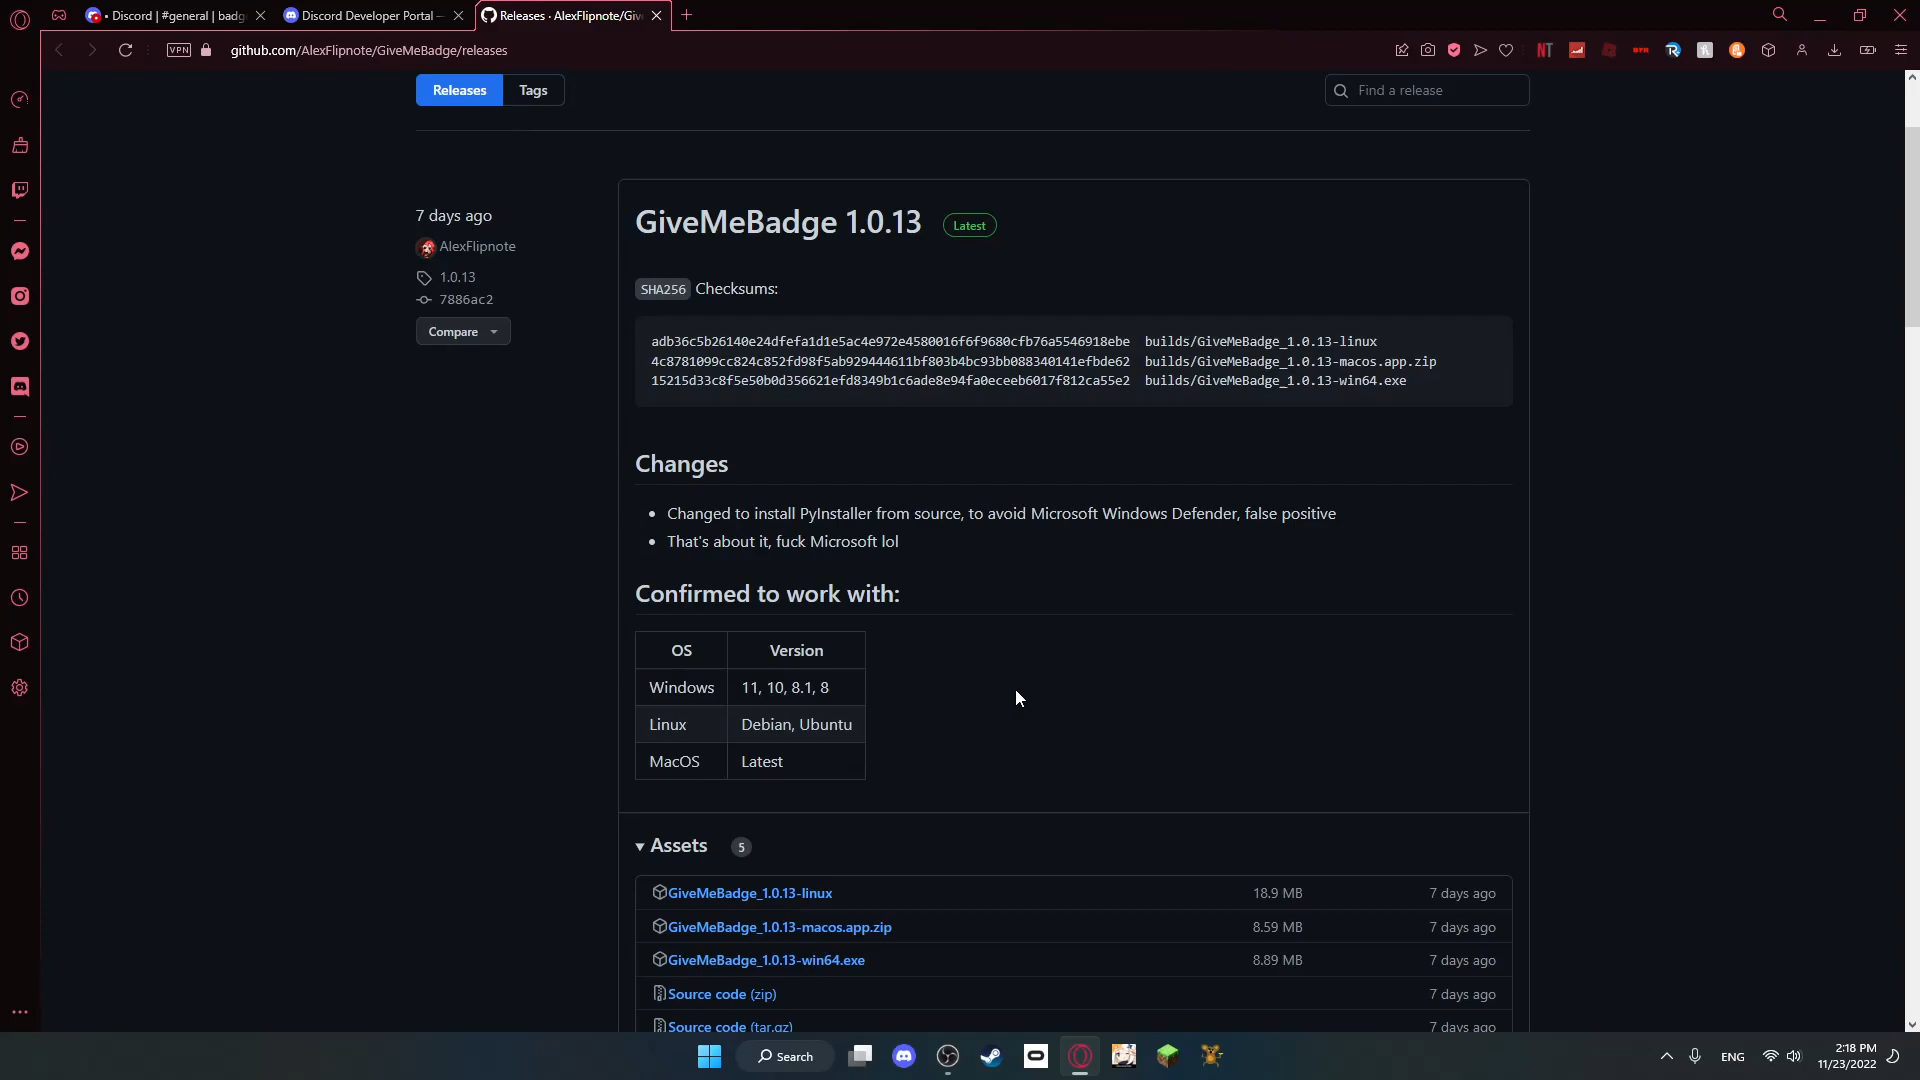 Discord | #general | badg
Discord Developer Portal —
Releases · AlexFlipnote/Giv
VPN
github.com/AlexFlipnote/GiveMeBadge/releases
Releases
Tags
Find a release
7 days ago
AlexFlipnote
1.0.13
7886ac2
Compare
GiveMeBadge 1.0.13
Latest
SHA256 Checksums:
adb36c5b26140e24dfefa1d1e5ac4e972e4580016f6f9680cfb76a5546918ebe builds/GiveMeBadge_1.0.13-linux
4c8781099cc824c852fd98f5ab929444611bf803b4bc93bb088340141efbde62 builds/GiveMeBadge_1.0.13-macos.app.zip
15215d33c8f5e50b0d356621efd8349b1c6ade8e94fa0eceeb6017f812ca55e2 builds/GiveMeBadge_1.0.13-win64.exe
Changes
• Changed to install PyInstaller from source, to avoid Microsoft Windows Defender, false positive
• That's about it, fuck Microsoft lol
Confirmed to work with:
OS Version
Windows 11, 10, 8.1, 8
Linux Debian, Ubuntu
MacOS Latest
Assets 5
GiveMeBadge_1.0.13-linux 18.9 MB 7 days ago
GiveMeBadge_1.0.13-macos.app.zip 8.59 MB 7 days ago
GiveMeBadge_1.0.13-win64.exe 8.89 MB 7 days ago
Source code (zip) 7 days ago
Source code (tar.gz) 7 days ago
Search
ENG
2:18 PM
11/23/2022